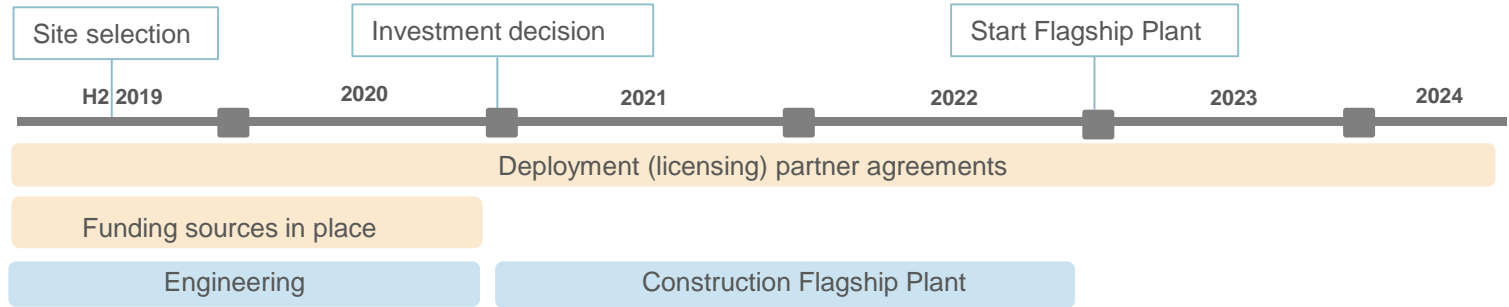 Site selection
Investment decision
Start Flagship Plant
H2 2019
2020
2021
2022
2023
2024
Deployment (licensing) partner agreements
Funding sources in place
Engineering
Construction Flagship Plant